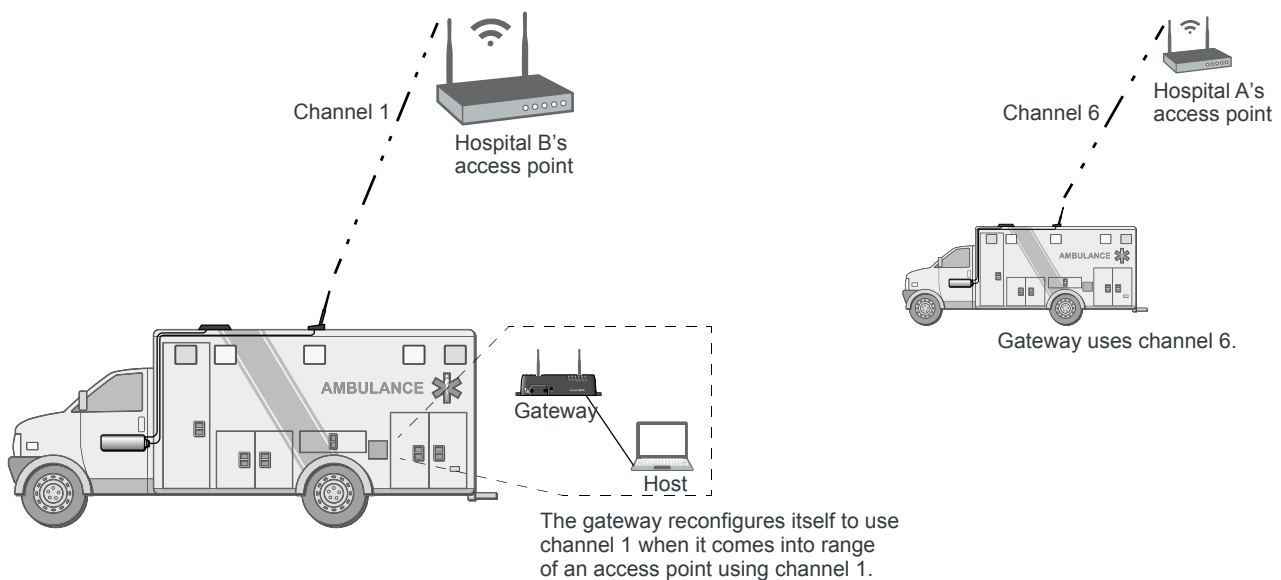 Channel 1
Hospital B’s
access point
AMBULANCE
Gateway
Host
The gateway reconfigures itself to use
channel 1 when it comes into range
of an access point using channel 1.
Channel 6
Hospital A’s
access point
AMBULANCE
Gateway uses channel 6.